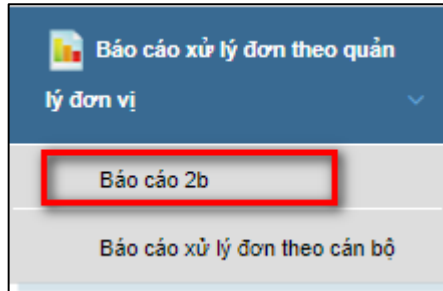 Báo cáo xử lý đơn theo quản
lý đơn vị
Báo cáo 2b
Báo cáo xử lý đơn theo cán bộ